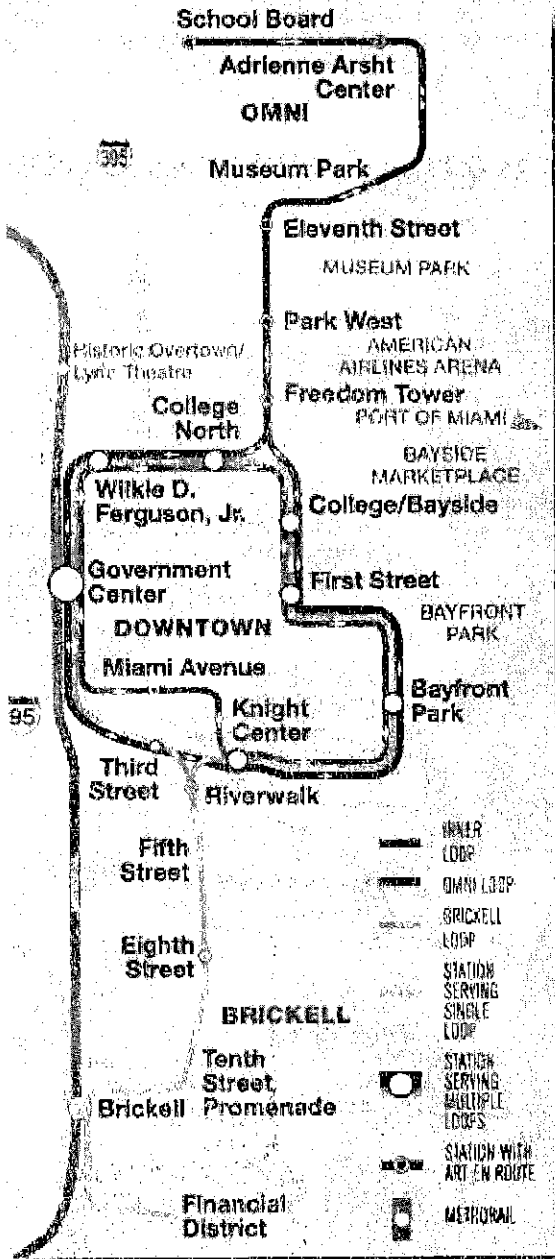 School Board
Adrienne Arsht
Center
OMNI
395
Museum Park
Eleventh Street
MUSEUM PARK
Park West
AMERICAN
AIRLINES ARENA
Historic Overtown/
Lyric Theatre
Freedom Tower
PORT OF MIAMI
College
North
BAYSIDE
MARKETPLACE
Wilkie D.
Ferguson, Jr.
College/Bayside
Government
Center
First Street
DOWNTOWN
BAYFRONT
PARK
Miami Avenue
95
Knight
Center
Bayfront
Park
Third
Street
Riverwalk
Fifth
Street
Eighth
Street
BRICKELL
Tenth
Street
Promenade
Brickell
Financial
District
INNER
LOOP
OMNI LOOP
BRICKELL
LOOP
STATION
SERVING
SINGLE
LOOP
STATION
SERVING
MULTIPLE
LOOPS
STATION WITH
ART EN ROUTE
METRORAIL